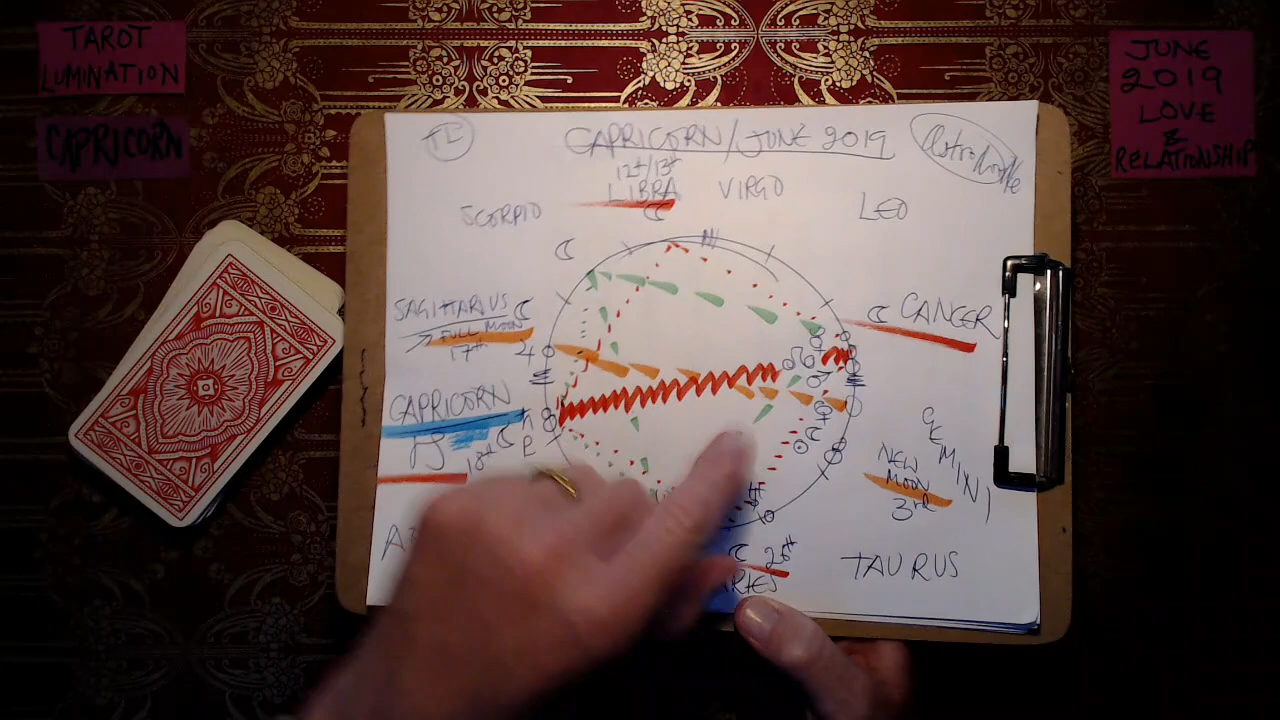 TAROT
LUMINATION
CAPRICORN
JUNE
2019
LOVE
&
RELATIONSHIP
TL
CAPRICORN/JUNE 2019
12th/13th
LIBRA
VIRGO
SCORPIO
LEO
SAGITTARIUS
FULL MOON
17th
CANCER
CAPRICORN
18th
GEMINI
NEW
MOON
3rd
TAURUS
ARIES